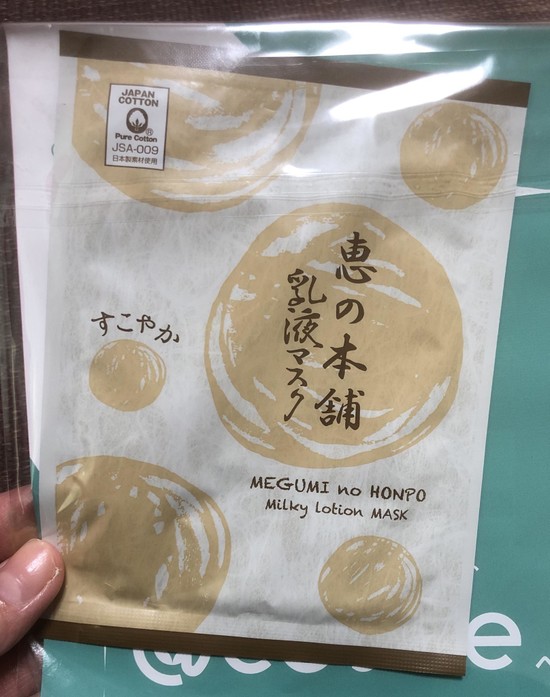 JAPAN
COTTON
®
Pure Cotton
JSA-009
日本製素材使用
恵の本舗
乳液マスク
すこやか
MEGUMI no HONPO
Milky lotion MASK